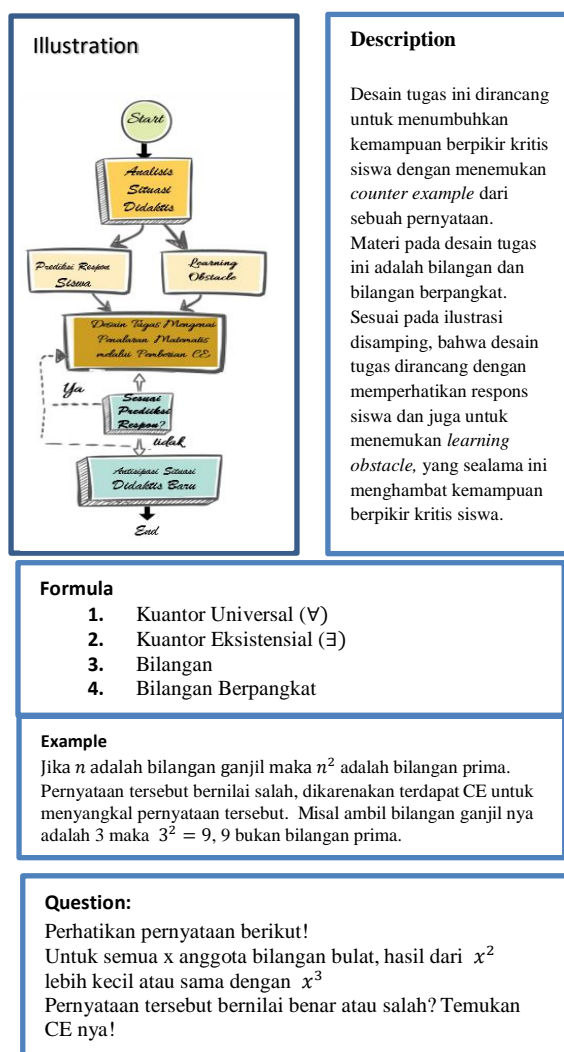 Illustration
Start
Analisis
Situasi
Didaktis
Prediksi Respon
Siswa
Learning
Obstacle
Desain Tugas Mengenai
Penalaran Matematis
melalui Pemberian CE
Ya
Sesuai
Prediiksi
Respon?
tidak
Antisipasi Situasi
Didaktis Baru
End
Description
Desain tugas ini dirancang
untuk menumbuhkan
kemampuan berpikir kritis
siswa dengan menemukan
counter example dari
sebuah pernyataan.
Materi pada desain tugas
ini adalah bilangan dan
bilangan berpangkat.
Sesuai pada ilustrasi
disamping, bahwa desain
tugas dirancang dengan
memperhatikan respons
siswa dan juga untuk
menemukan learning
obstacle, yang sealama ini
menghambat kemampuan
berpikir kritis siswa.
Formula
1. Kuantor Universal (∀)
2. Kuantor Eksistensial (∃)
3. Bilangan
4. Bilangan Berpangkat
Example
Jika n adalah bilangan ganjil maka n² adalah bilangan prima.
Pernyataan tersebut bernilai salah, dikarenakan terdapat CE untuk
menyangkal pernyataan tersebut. Misal ambil bilangan ganjil nya
adalah 3 maka 3² = 9, 9 bukan bilangan prima.
Question:
Perhatikan pernyataan berikut!
Untuk semua x anggota bilangan bulat, hasil dari x²
lebih kecil atau sama dengan x³
Pernyataan tersebut bernilai benar atau salah? Temukan
CE nya!